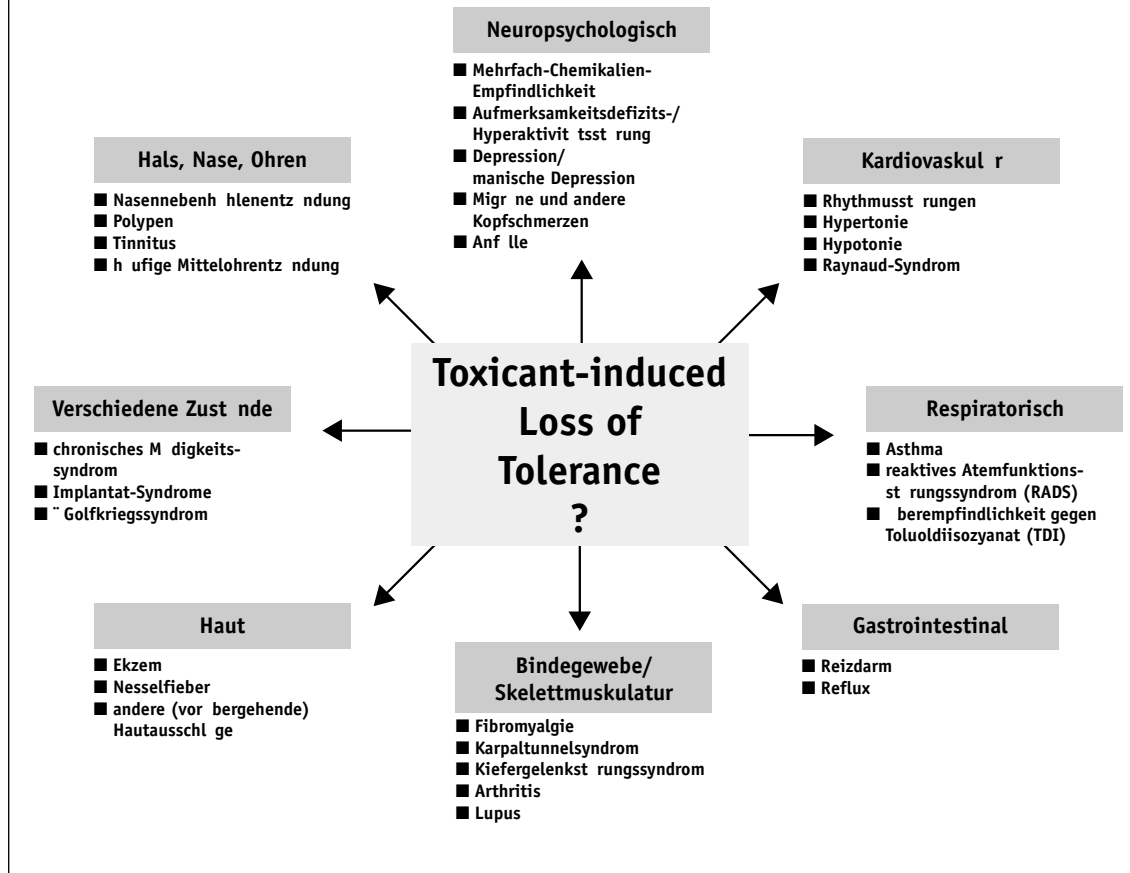 Neuropsychologisch
■ Mehrfach-Chemikalien-
Empfindlichkeit
■ Aufmerksamkeitsdefizits-/
Hyperaktivit tsst rung
■ Depression/
manische Depression
■ Migr ne und andere
Kopfschmerzen
■ Anf lle
Hals, Nase, Ohren
■ Nasennebenh hlenentz ndung
■ Polypen
■ Tinnitus
■ h ufige Mittelohrentz ndung
Kardiovaskul r
■ Rhythmusst rungen
■ Hypertonie
■ Hypotonie
■ Raynaud-Syndrom
Toxicant-induced
Loss of
Tolerance
?
Verschiedene Zust nde
■ chronisches M digkeits-
syndrom
■ Implantat-Syndrome
■ ¨ Golfkriegssyndrom
Respiratorisch
■ Asthma
■ reaktives Atemfunktions-
st rungssyndrom (RADS)
■ berempfindlichkeit gegen
Toluoldiisozyanat (TDI)
Haut
■ Ekzem
■ Nesselfieber
■ andere (vor bergehende)
Hautausschl ge
Bindegewebe/
Skelettmuskulatur
■ Fibromyalgie
■ Karpaltunnelsyndrom
■ Kiefergelenkst rungssyndrom
■ Arthritis
■ Lupus
Gastrointestinal
■ Reizdarm
■ Reflux